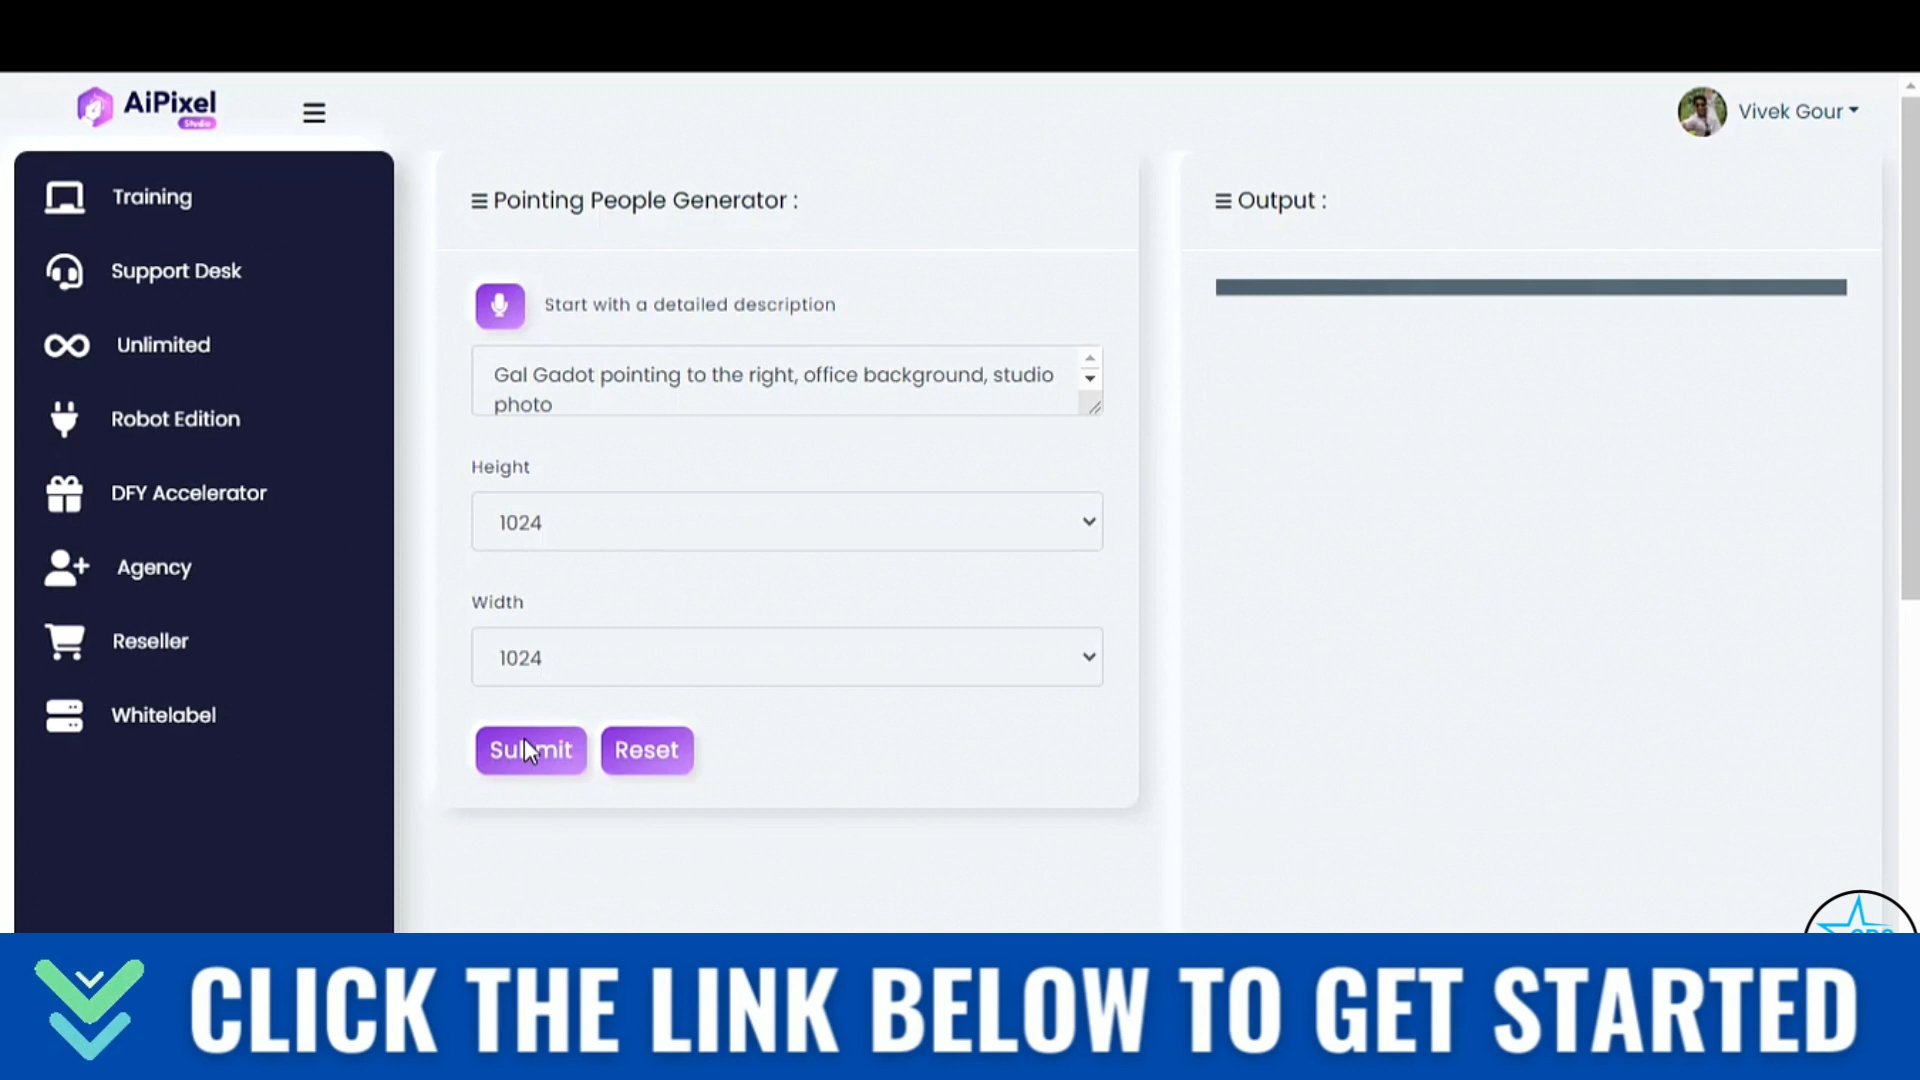 AiPixel
Studio
Vivek Gour
Training
Support Desk
Unlimited
Robot Edition
DFY Accelerator
Agency
Reseller
Whitelabel
Pointing People Generator :
Start with a detailed description
Gal Gadot pointing to the right, office background, studio
photo
Height
1024
Width
1024
Submit
Reset
Output :
CLICK THE LINK BELOW TO GET STARTED